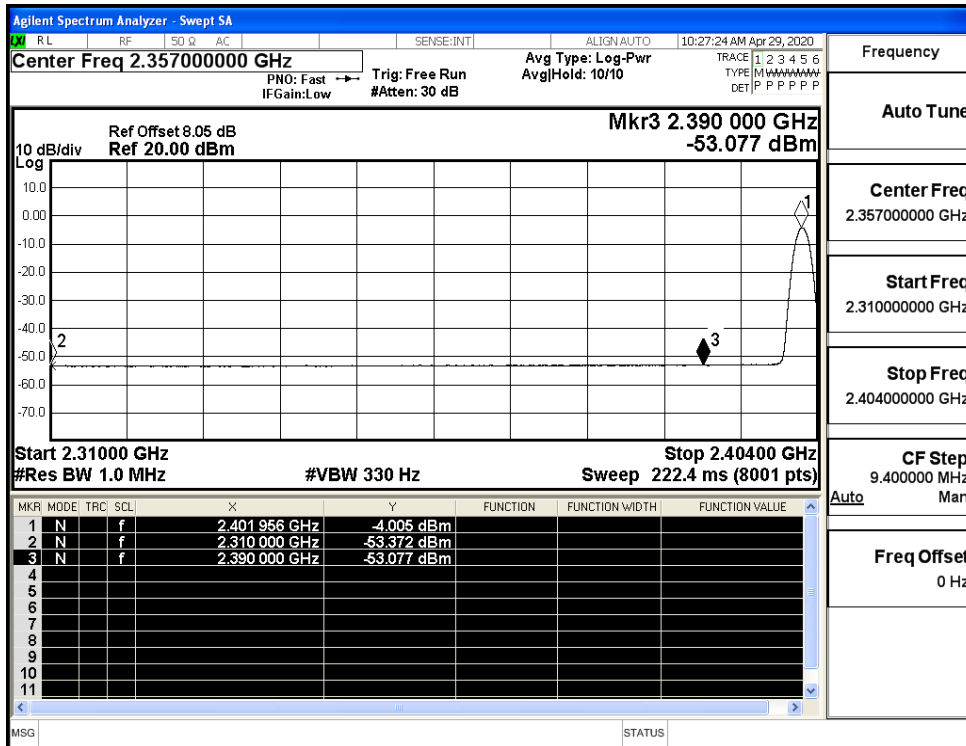 Agilent Spectrum Analyzer - Swept SA
LXI RL RF 50 Ω AC SENSE:INT ALIGN AUTO 10:27:24 AM Apr 29, 2020
Center Freq 2.357000000 GHz
PNO: Fast
IFGain:Low
Trig: Free Run
#Atten: 30 dB
Avg Type: Log-Pwr
Avg|Hold: 10/10
TRACE 1 2 3 4 5 6
TYPE M WWWWW
DET P P P P P P
Mkr3 2.390 000 GHz
-53.077 dBm
Ref Offset 8.05 dB
10 dB/div Ref 20.00 dBm
Log
10.0
0.00
-10.0
-20.0
-30.0
-40.0
-50.0
-60.0
-70.0
1
2
3
Start 2.31000 GHz Stop 2.40400 GHz
#Res BW 1.0 MHz #VBW 330 Hz Sweep 222.4 ms (8001 pts)
MKR MODE TRC SCL X Y FUNCTION FUNCTION WIDTH FUNCTION VALUE
1 N f 2.401 956 GHz -4.005 dBm
2 N f 2.310 000 GHz -53.372 dBm
3 N f 2.390 000 GHz -53.077 dBm
4
5
6
7
8
9
10
11
MSG STATUS
Frequency
Auto Tune
Center Freq
2.357000000 GHz
Start Freq
2.310000000 GHz
Stop Freq
2.404000000 GHz
CF Step
9.400000 MHz
Auto Man
Freq Offset
0 Hz